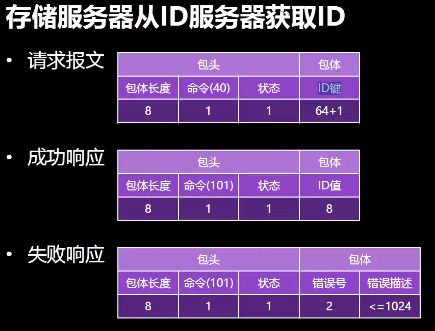 存储服务器从ID服务器获取ID
• 请求报文
包头 包体
包体长度 命令(40) 状态 ID键
8 1 1 64+1
• 成功响应
包头 包体
包体长度 命令(101) 状态 ID值
8 1 1 8
• 失败响应
包头 包体
包体长度 命令(101) 状态 错误号 错误描述
8 1 1 2 <=1024